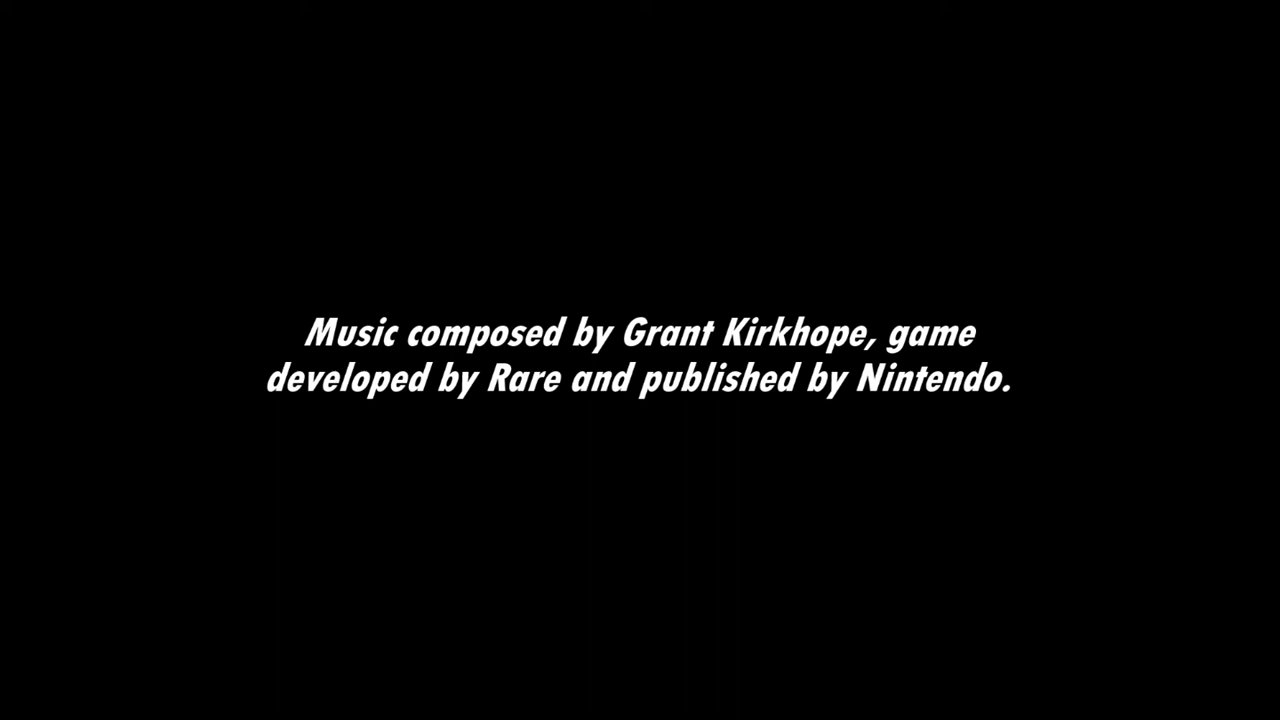 Music composed by Grant Kirkhope, game
developed by Rare and published by Nintendo.